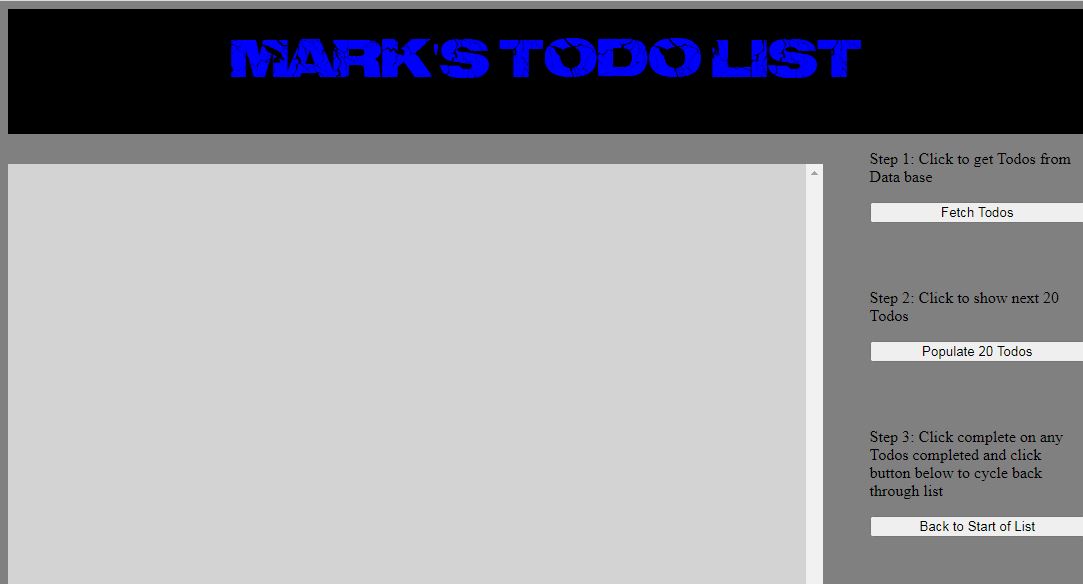 MARK'S TODO LIST
Step 1: Click to get Todos from
Data base
Fetch Todos
Step 2: Click to show next 20
Todos
Populate 20 Todos
Step 3: Click complete on any
Todos completed and click
button below to cycle back
through list
Back to Start of List